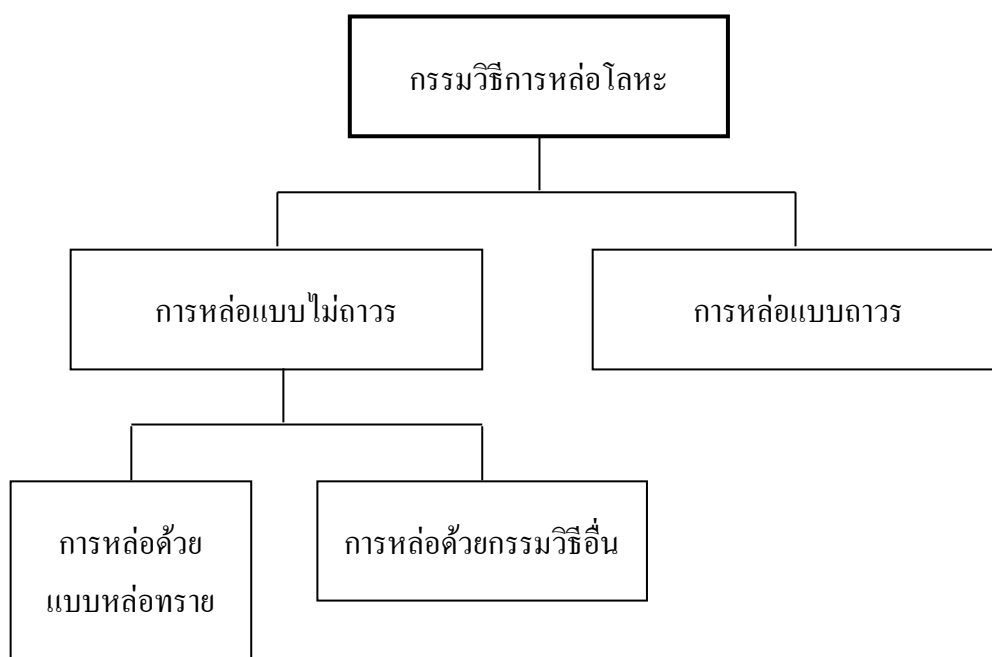 กรรมวิธีการหล่อโลหะ
การหล่อแบบไม่ถาวร
การหล่อแบบถาวร
การหล่อด้วย
แบบหล่อทราย
การหล่อด้วยกรรมวิธีอื่น